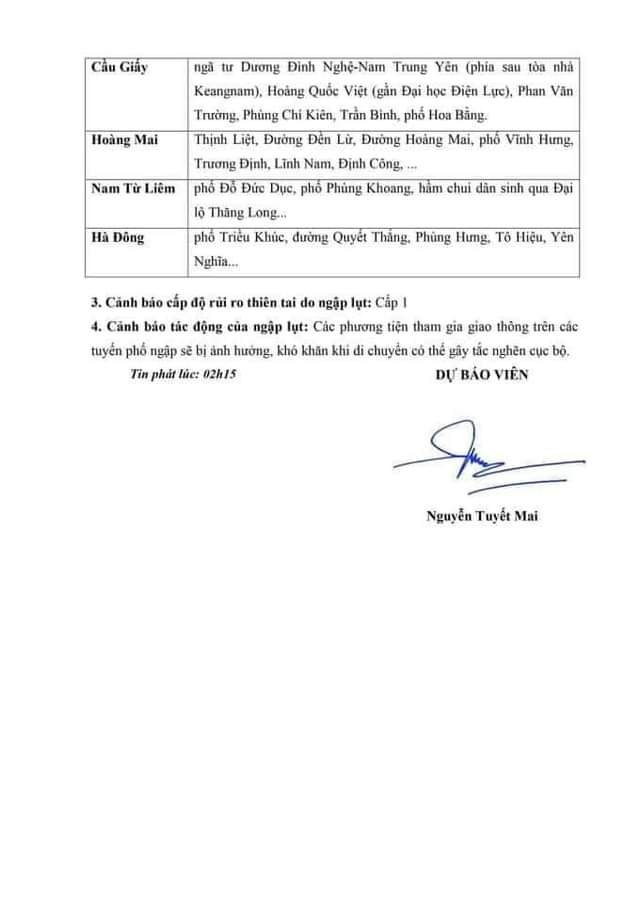 Cầu Giấy
ngã tư Dương Đình Nghệ-Nam Trung Yên (phía sau tòa nhà
Keangnam), Hoàng Quốc Việt (gần Đại học Điện Lực), Phan Văn
Trường, Phùng Chí Kiên, Trần Bình, phố Hoa Bằng.
Hoàng Mai
Thịnh Liệt, Đường Đền Lừ, Đường Hoàng Mai, phố Vĩnh Hưng,
Trương Định, Lĩnh Nam, Định Công, ...
Nam Từ Liêm
phố Đỗ Đức Dục, phố Phùng Khoang, hầm chui dân sinh qua Đại
lộ Thăng Long...
Hà Đông
phố Triều Khúc, đường Quyết Thắng, Phùng Hưng, Tô Hiệu, Yên
Nghĩa...
3. Cảnh báo cấp độ rủi ro thiên tai do ngập lụt: Cấp 1
4. Cảnh báo tác động của ngập lụt: Các phương tiện tham gia giao thông trên các
tuyến phố ngập sẽ bị ảnh hưởng, khó khăn khi di chuyển có thể gây tắc nghẽn cục bộ.
Tin phát lúc: 02h15
DỰ BÁO VIÊN
Nguyễn Tuyết Mai